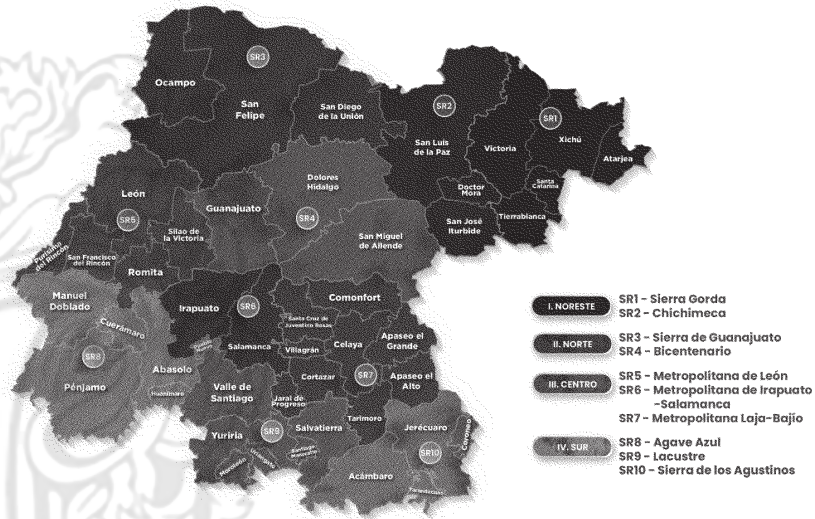 SR3
Ocampo
San
Felipe
San Diego
de la Unión
SR2
San Luis
de la Paz
Victoria
SR1
Xichú
Atarjea
Santa
Catarina
Doctor
Mora
San José
Iturbide
Tierrablanca
León
SR5
Silao de
la Victoria
Guanajuato
Dolores
Hidalgo
SR4
San Miguel
de Allende
Purísima
del Rincón
San Francisco
del Rincón
Romita
Manuel
Doblado
Cuerámaro
SR8
Pénjamo
Abasolo
Huanímaro
Irapuato
SR6
Salamanca
Santa Cruz de
Juventino Rosas
Comonfort
Villagrán
Celaya
Apaseo el
Grande
Cortazar
SR7
Apaseo el
Alto
Valle de
Santiago
Jaral de
Progreso
Tarimoro
Yuriria
SR9
Salvatierra
Jerécuaro
Coroneo
SR10
Moroleón
Uriangato
Santiago
Maravatío
Acámbaro
Tarandacuao
I. NORESTE
SR1 - Sierra Gorda
SR2 - Chichimeca
II. NORTE
SR3 - Sierra de Guanajuato
SR4 - Bicentenario
III. CENTRO
SR5 - Metropolitana de León
SR6 - Metropolitana de Irapuato
-Salamanca
SR7 - Metropolitana Laja-Bajío
IV. SUR
SR8 - Agave Azul
SR9 - Lacustre
SR10 - Sierra de los Agustinos